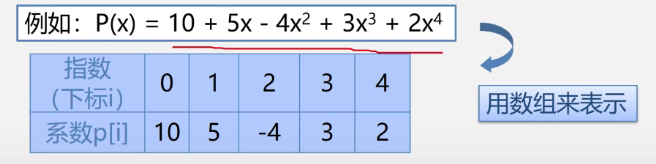 例如：P(x) = 10 + 5x - 4x² + 3x³ + 2x⁴
指数
(下标i) 0 1 2 3 4
系数p[i] 10 5 -4 3 2
用数组来表示